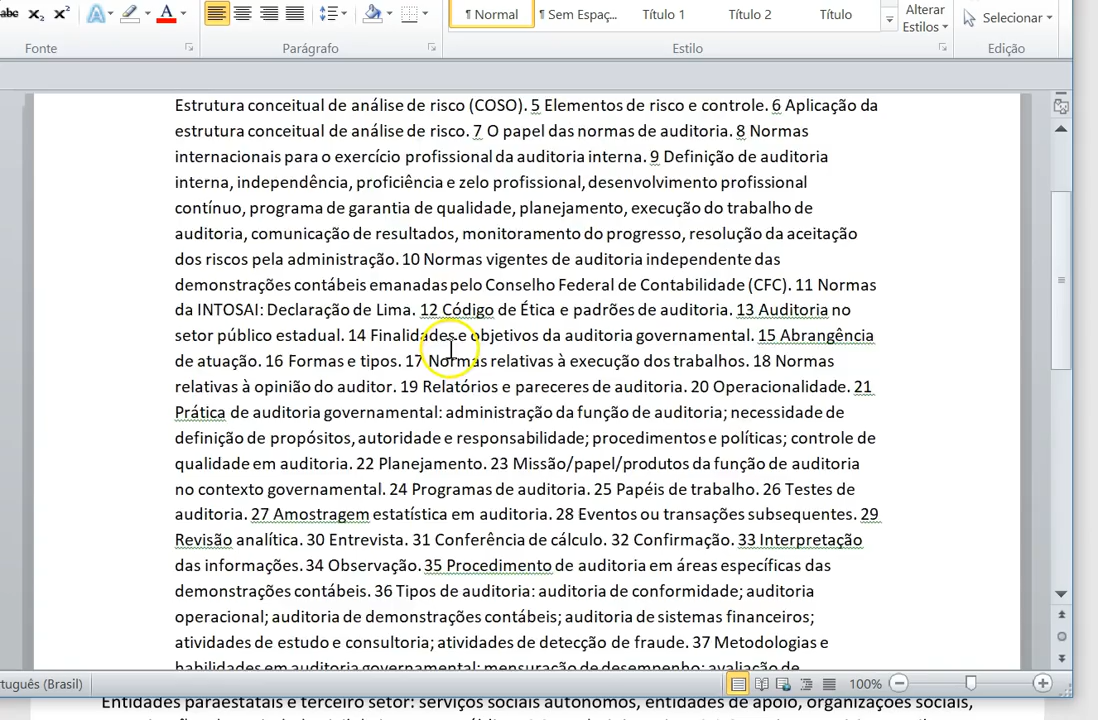 abc x₂ x² A A
¶ Normal ¶ Sem Espaç... Título 1 Título 2 Título Alterar Estilos Selecionar
Fonte Parágrafo Estilo Edição
Estrutura conceitual de análise de risco (COSO). 5 Elementos de risco e controle. 6 Aplicação da
estrutura conceitual de análise de risco. 7 O papel das normas de auditoria. 8 Normas
internacionais para o exercício profissional da auditoria interna. 9 Definição de auditoria
interna, independência, proficiência e zelo profissional, desenvolvimento profissional
contínuo, programa de garantia de qualidade, planejamento, execução do trabalho de
auditoria, comunicação de resultados, monitoramento do progresso, resolução da aceitação
dos riscos pela administração. 10 Normas vigentes de auditoria independente das
demonstrações contábeis emanadas pelo Conselho Federal de Contabilidade (CFC). 11 Normas
da INTOSAI: Declaração de Lima. 12 Código de Ética e padrões de auditoria. 13 Auditoria no
setor público estadual. 14 Finalidades e objetivos da auditoria governamental. 15 Abrangência
de atuação. 16 Formas e tipos. 17 Normas relativas à execução dos trabalhos. 18 Normas
relativas à opinião do auditor. 19 Relatórios e pareceres de auditoria. 20 Operacionalidade. 21
Prática de auditoria governamental: administração da função de auditoria; necessidade de
definição de propósitos, autoridade e responsabilidade; procedimentos e políticas; controle de
qualidade em auditoria. 22 Planejamento. 23 Missão/papel/produtos da função de auditoria
no contexto governamental. 24 Programas de auditoria. 25 Papéis de trabalho. 26 Testes de
auditoria. 27 Amostragem estatística em auditoria. 28 Eventos ou transações subsequentes. 29
Revisão analítica. 30 Entrevista. 31 Conferência de cálculo. 32 Confirmação. 33 Interpretação
das informações. 34 Observação. 35 Procedimento de auditoria em áreas específicas das
demonstrações contábeis. 36 Tipos de auditoria: auditoria de conformidade; auditoria
operacional; auditoria de demonstrações contábeis; auditoria de sistemas financeiros;
atividades de estudo e consultoria; atividades de detecção de fraude. 37 Metodologias e
habilidades em auditoria governamental: mensuração de desempenho; avaliação de
tuguês (Brasil) 100%
Entidades paraestatais e terceiro setor: serviços sociais autônomos, entidades de apoio, organizações sociais,